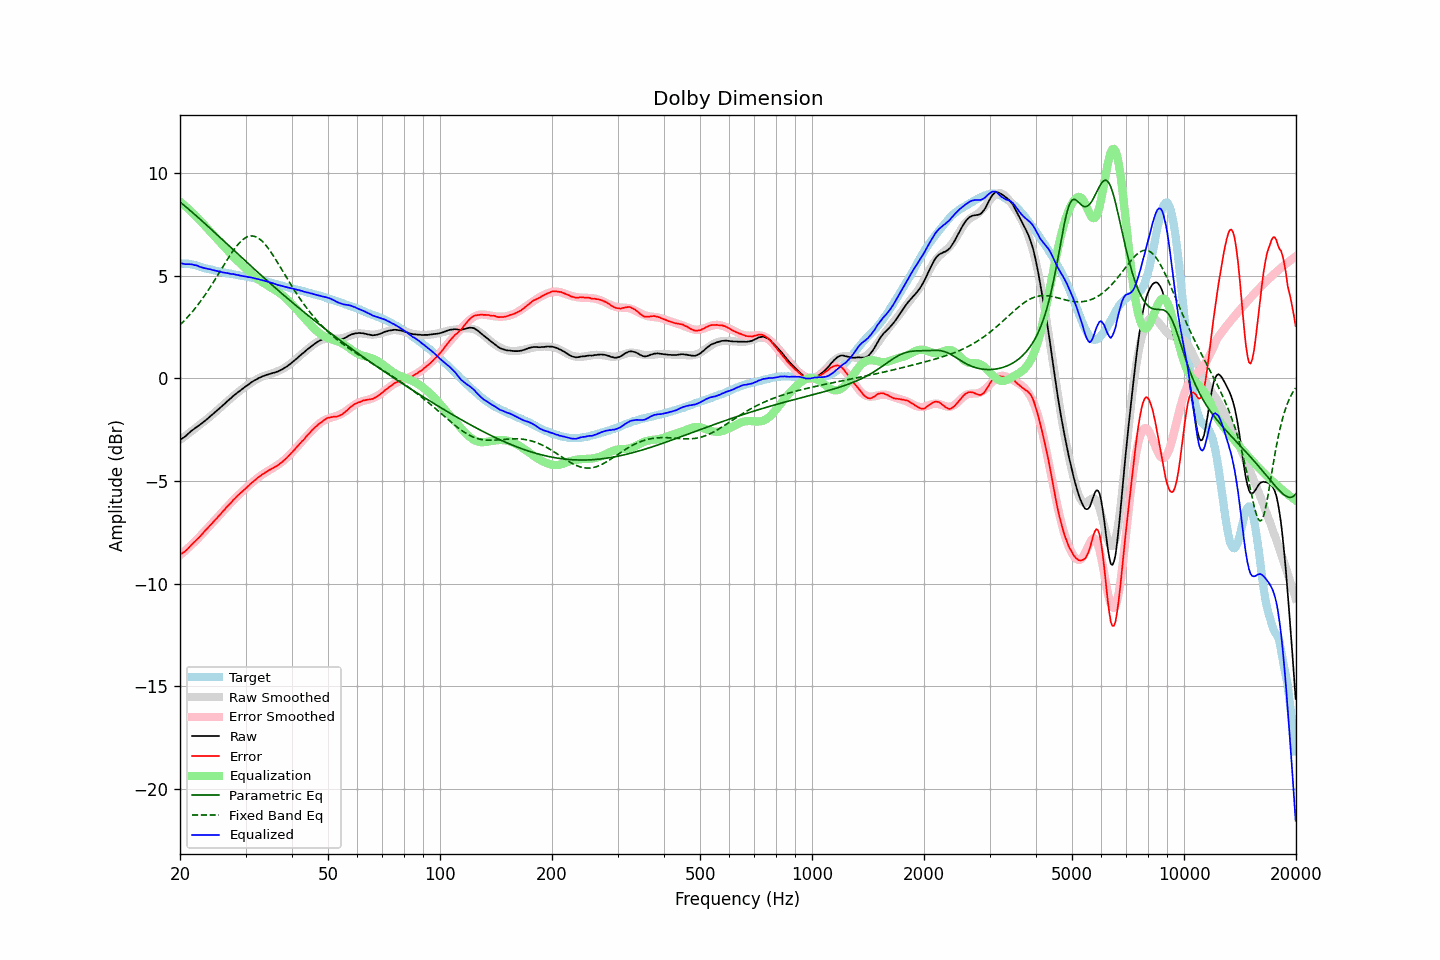 Dolby Dimension
Amplitude (dBr)
10
5
0
−5
−10
−15
−20
Target
Raw Smoothed
Error Smoothed
Raw
Error
Equalization
Parametric Eq
Fixed Band Eq
Equalized
20 50 100 200 500 1000 2000 5000 10000 20000
Frequency (Hz)